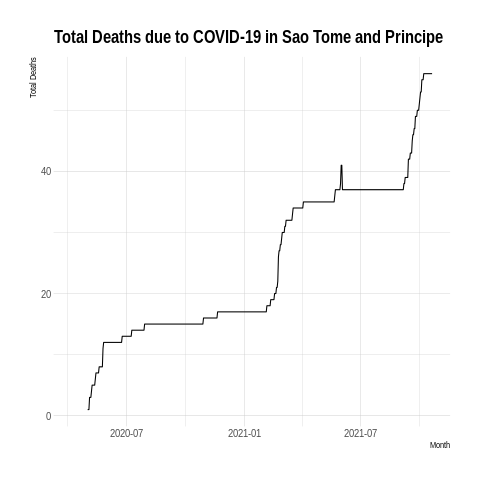 Total Deaths due to COVID-19 in Sao Tome and Principe
Total Deaths
40
20
0
2020-07 2021-01 2021-07
Month